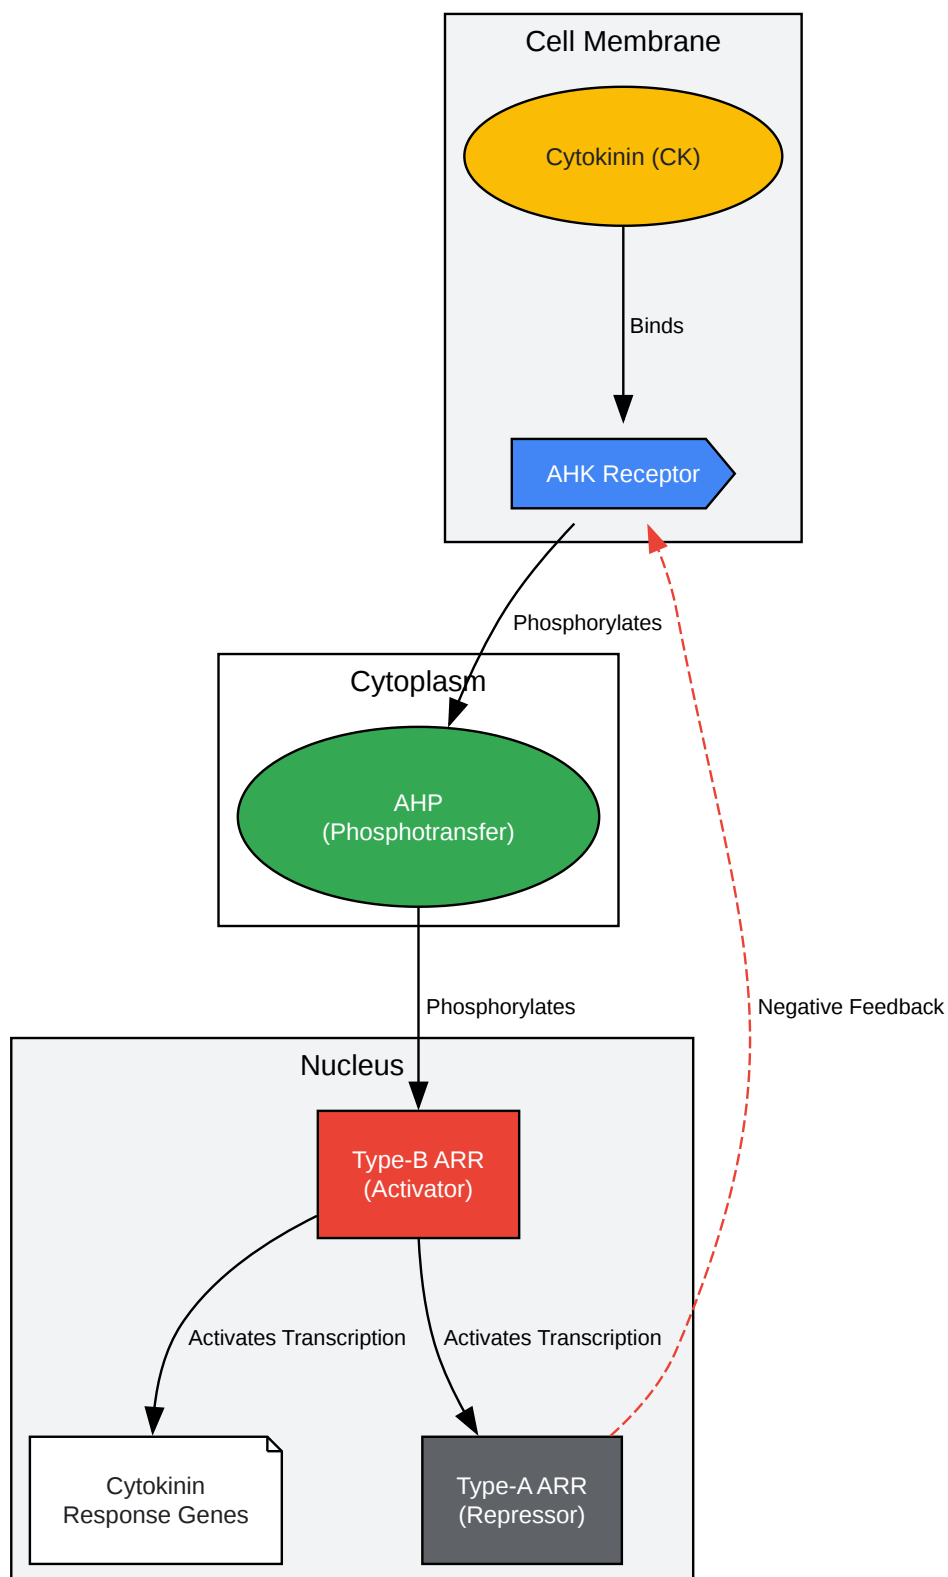 Cell Membrane
Cytokinin (CK)
Binds
AHK Receptor
Phosphorylates
Cytoplasm
AHP
(Phosphotransfer)
Phosphorylates
Negative Feedback
Nucleus
Type-B ARR
(Activator)
Activates Transcription
Activates Transcription
Cytokinin
Response Genes
Type-A ARR
(Repressor)